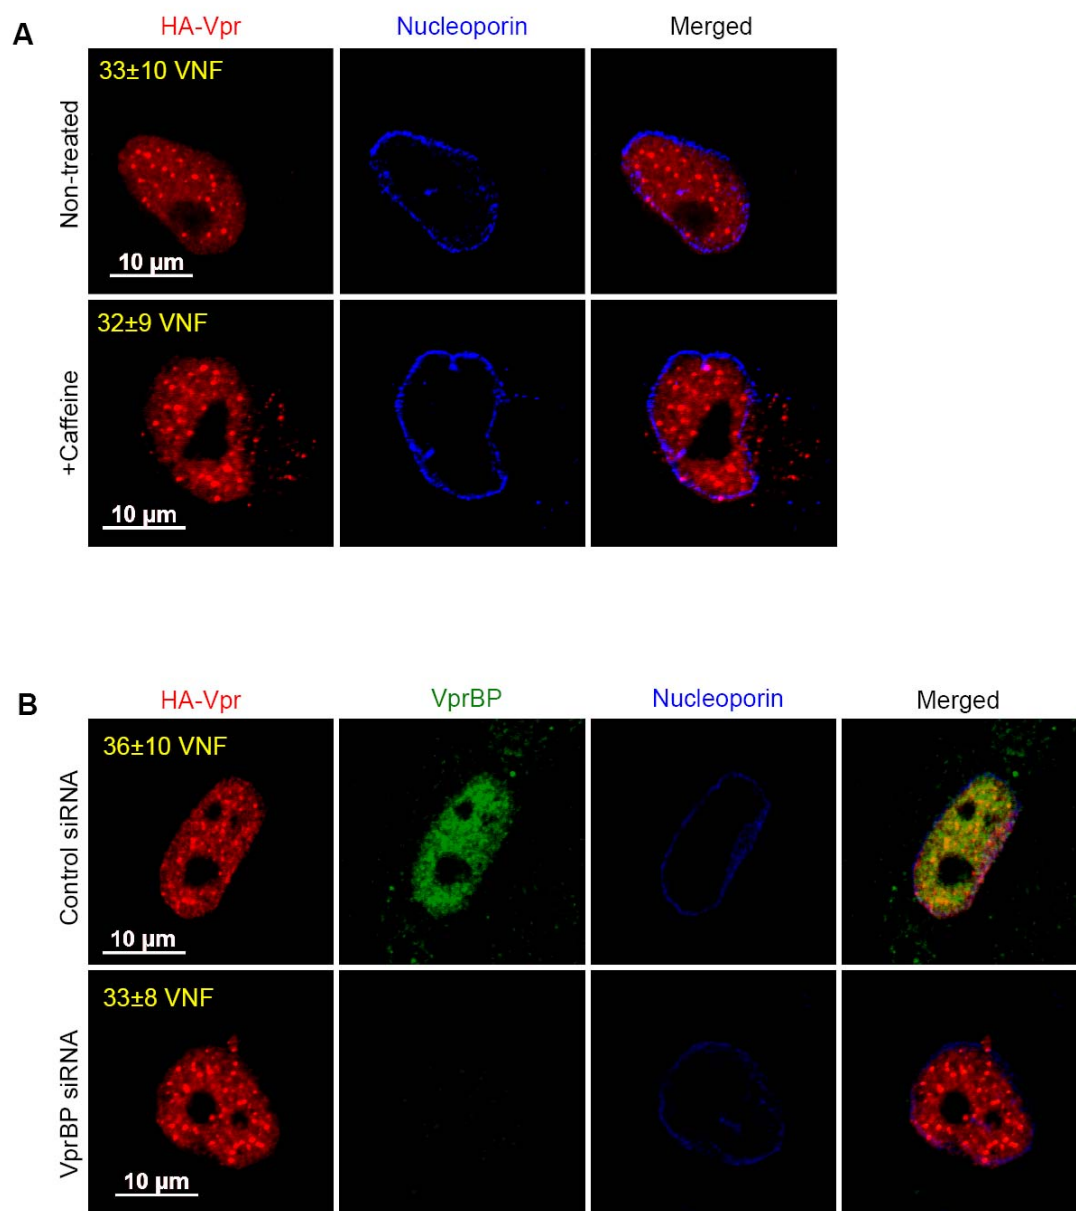 A
HA-Vpr Nucleoporin Merged
Non-treated
33±10 VNF
10 µm
+Caffeine
32±9 VNF
10 µm
B
HA-Vpr VprBP Nucleoporin Merged
Control siRNA
36±10 VNF
10 µm
VprBP siRNA
33±8 VNF
10 µm